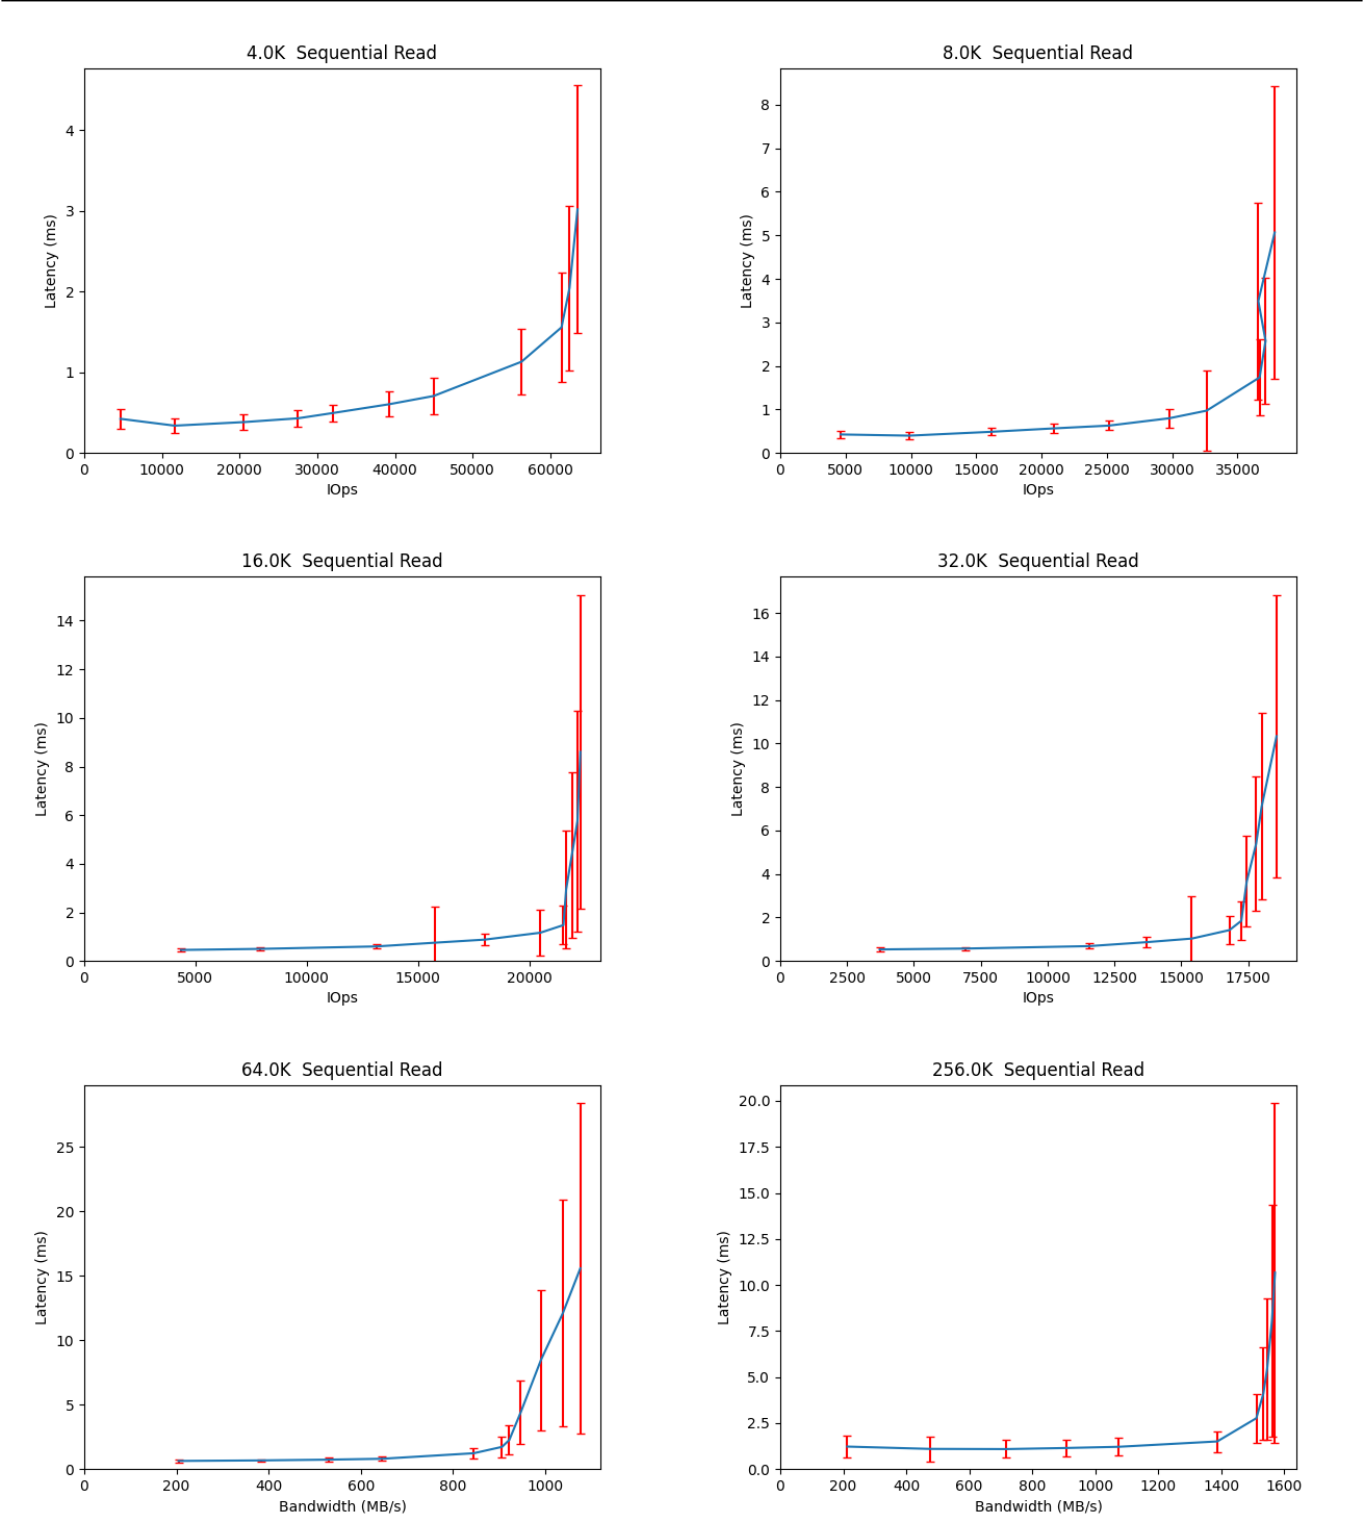 4.0K  Sequential Read
4
3
2
1
0
Latency (ms)
0 10000 20000 30000 40000 50000 60000
IOps
8.0K  Sequential Read
8
7
6
5
4
3
2
1
0
Latency (ms)
0 5000 10000 15000 20000 25000 30000 35000
IOps
16.0K  Sequential Read
14
12
10
8
6
4
2
0
Latency (ms)
0 5000 10000 15000 20000
IOps
32.0K  Sequential Read
16
14
12
10
8
6
4
2
0
Latency (ms)
0 2500 5000 7500 10000 12500 15000 17500
IOps
64.0K  Sequential Read
25
20
15
10
5
0
Latency (ms)
0 200 400 600 800 1000
Bandwidth (MB/s)
256.0K  Sequential Read
20.0
17.5
15.0
12.5
10.0
7.5
5.0
2.5
0.0
Latency (ms)
0 200 400 600 800 1000 1200 1400 1600
Bandwidth (MB/s)